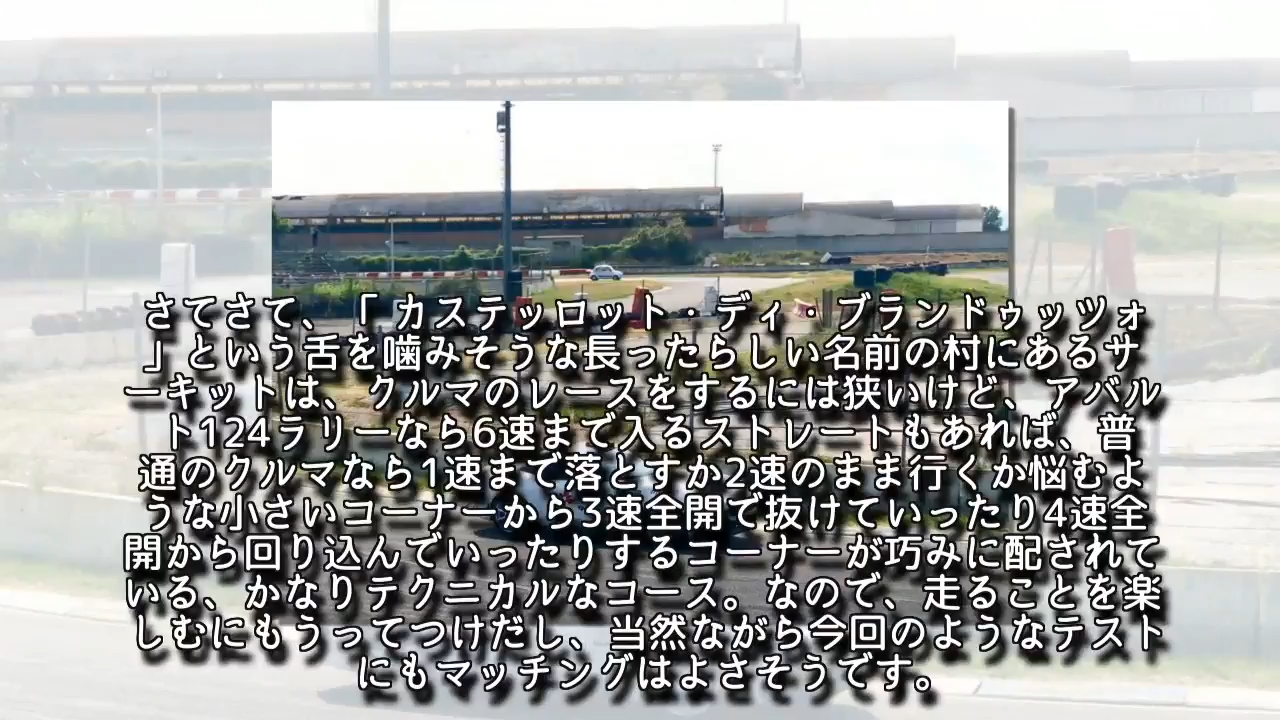 さてさて、「 カステッロット・ディ・ブランドゥッツォ
」という舌を噛みそうな長ったらしい名前の村にあるサ
ーキットは、クルマのレースをするには狭いけど、アバル
ト124ラリーなら6速まで入るストレートもあれば、普
通のクルマなら1速まで落とすか2速のまま行くか悩むよ
うな小さいコーナーから3速全開で抜けていったり4速全
開から回り込んでいったりするコーナーが巧みに配されて
いる、かなりテクニカルなコース。なので、走ることを楽
しむにもうってつけだし、当然ながら今回のようなテスト
にもマッチングはよさそうです。